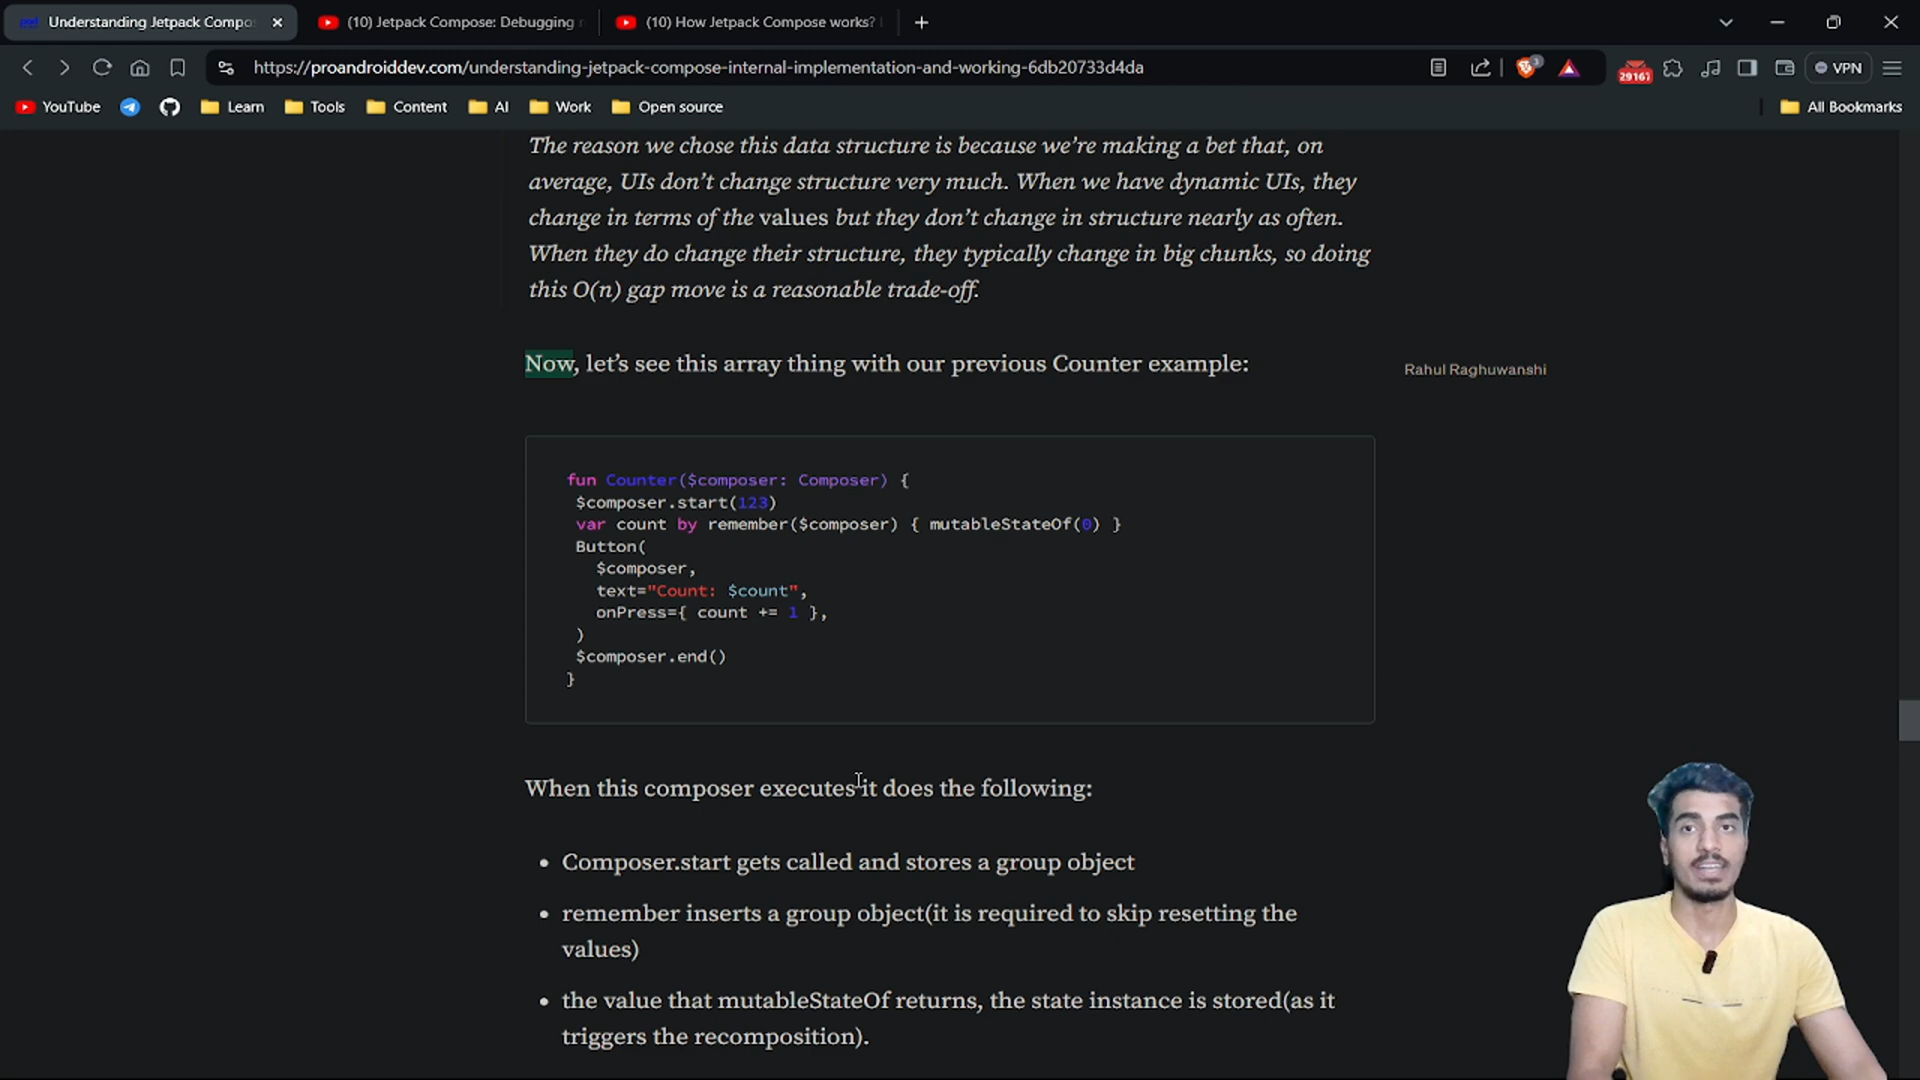 Understanding Jetpack Compo
(10) Jetpack Compose: Debugging
(10) How Jetpack Compose works?
https://proandroiddev.com/understanding-jetpack-compose-internal-implementation-and-working-6db20733d4da
3
29167
VPN
YouTube
Learn
Tools
Content
AI
Work
Open source
All Bookmarks
The reason we chose this data structure is because we’re making a bet that, on
average, UIs don’t change structure very much. When we have dynamic UIs, they
change in terms of the values but they don’t change in structure nearly as often.
When they do change their structure, they typically change in big chunks, so doing
this O(n) gap move is a reasonable trade-off.
Now, let’s see this array thing with our previous Counter example:
Rahul Raghuwanshi
fun Counter($composer: Composer) {
$composer.start(123)
var count by remember($composer) { mutableStateOf(0) }
Button(
$composer,
text="Count: $count",
onPress={ count += 1 },
)
$composer.end()
}
When this composer executes it does the following:
• Composer.start gets called and stores a group object
• remember inserts a group object(it is required to skip resetting the
values)
• the value that mutableStateOf returns, the state instance is stored(as it
triggers the recomposition).